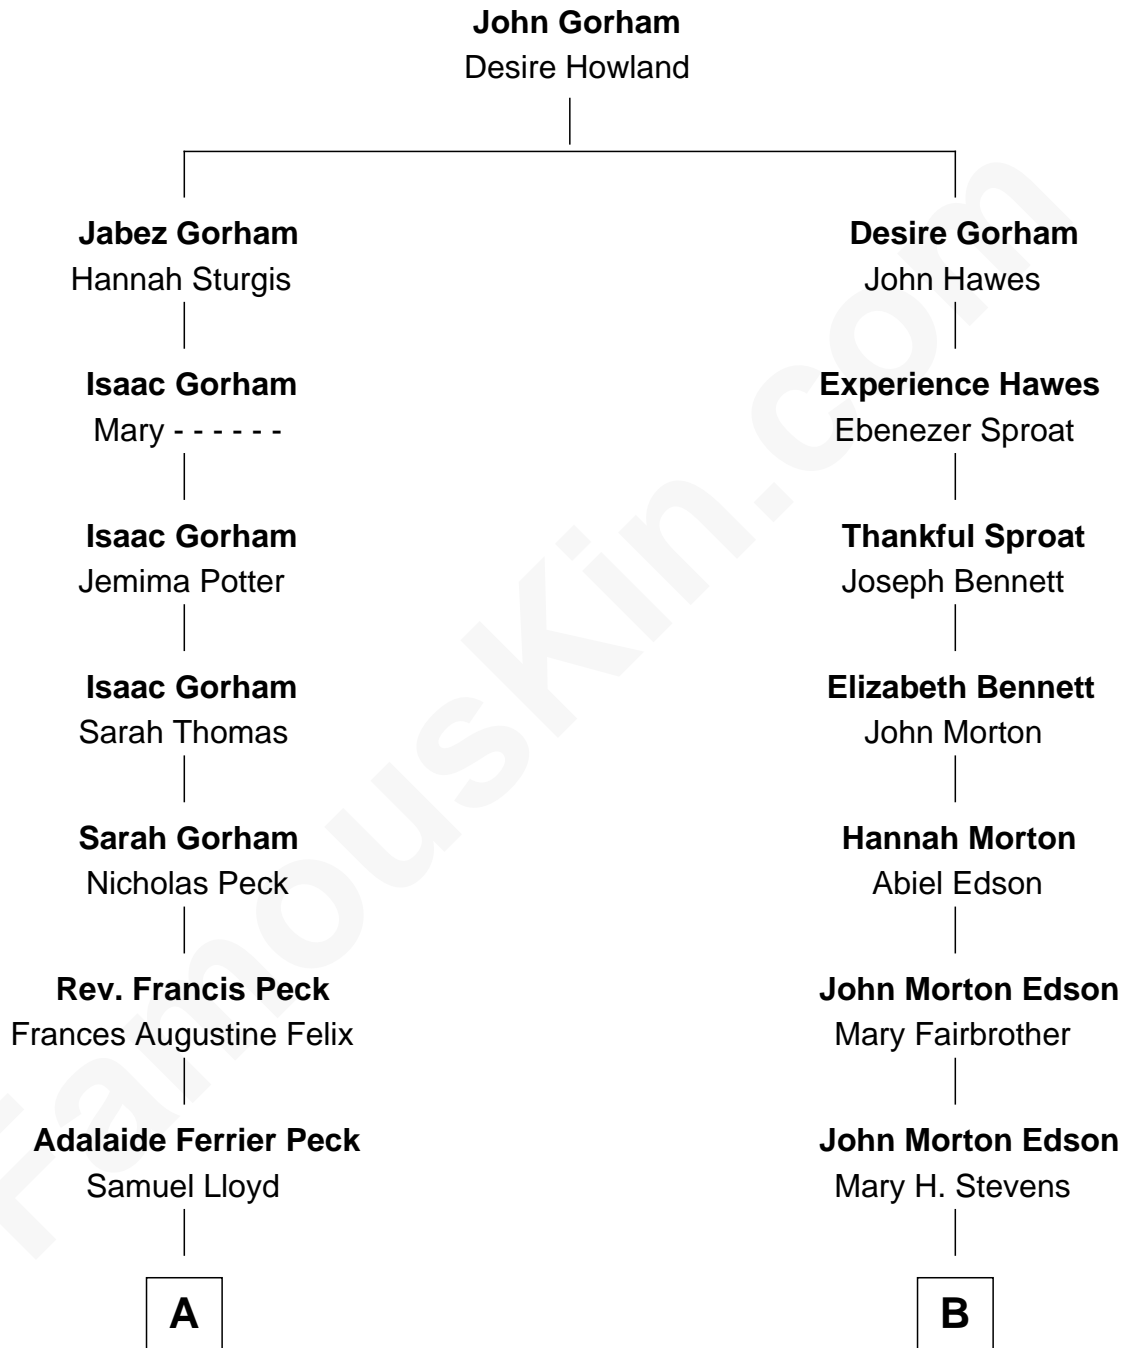 John Gorham
Desire Howland
Jabez Gorham
Hannah Sturgis
Desire Gorham
John Hawes
Isaac Gorham
Mary - - - - - -
Experience Hawes
Ebenezer Sproat
Isaac Gorham
Jemima Potter
Thankful Sproat
Joseph Bennett
Isaac Gorham
Sarah Thomas
Elizabeth Bennett
John Morton
Sarah Gorham
Nicholas Peck
Hannah Morton
Abiel Edson
Rev. Francis Peck
Frances Augustine Felix
John Morton Edson
Mary Fairbrother
Adalaide Ferrier Peck
Samuel Lloyd
John Morton Edson
Mary H. Stevens
A
B
FamousKin.com